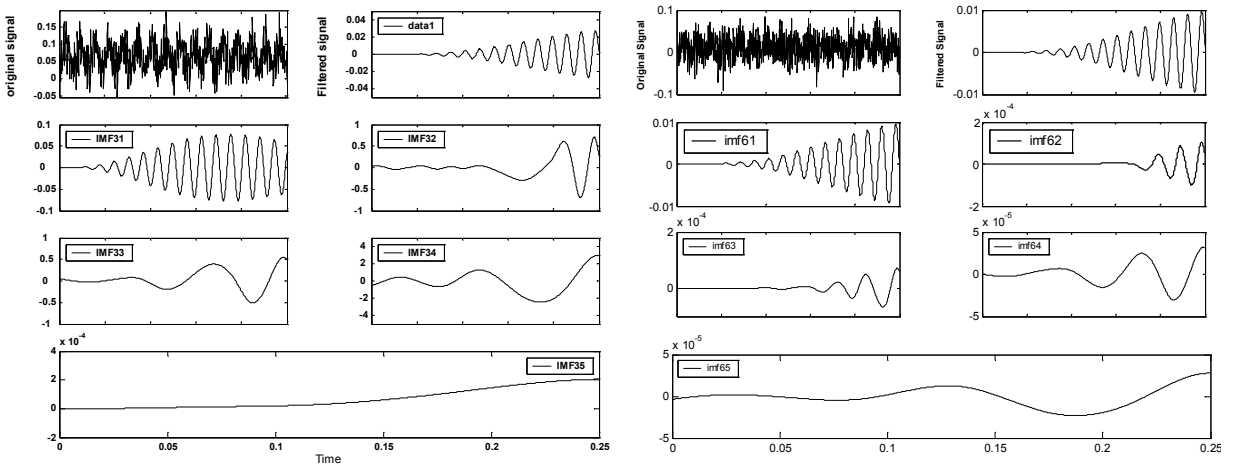 original signal
0.15
0.1
0.05
0
-0.05
Filtered signal
0.04
0.02
0
-0.02
-0.04
data1
Original Signal
0.1
0.05
0
-0.05
-0.1
Filtered Signal
0.01
0
-0.01
0.1
0.05
0
-0.05
-0.1
IMF31
1
0.5
0
-0.5
-1
IMF32
0.01
0
-0.01
imf61
x 10-4
2
0
-2
imf62
1
0.5
0
-0.5
-1
IMF33
4
2
0
-2
-4
IMF34
x 10-4
2
0
imf63
x 10-5
5
0
-5
imf64
x 10-4
4
2
0
-2
IMF35
0 0.05 0.1 0.15 0.2 0.25
Time
x 10-5
5
0
-5
imf65
0 0.05 0.1 0.15 0.2 0.25